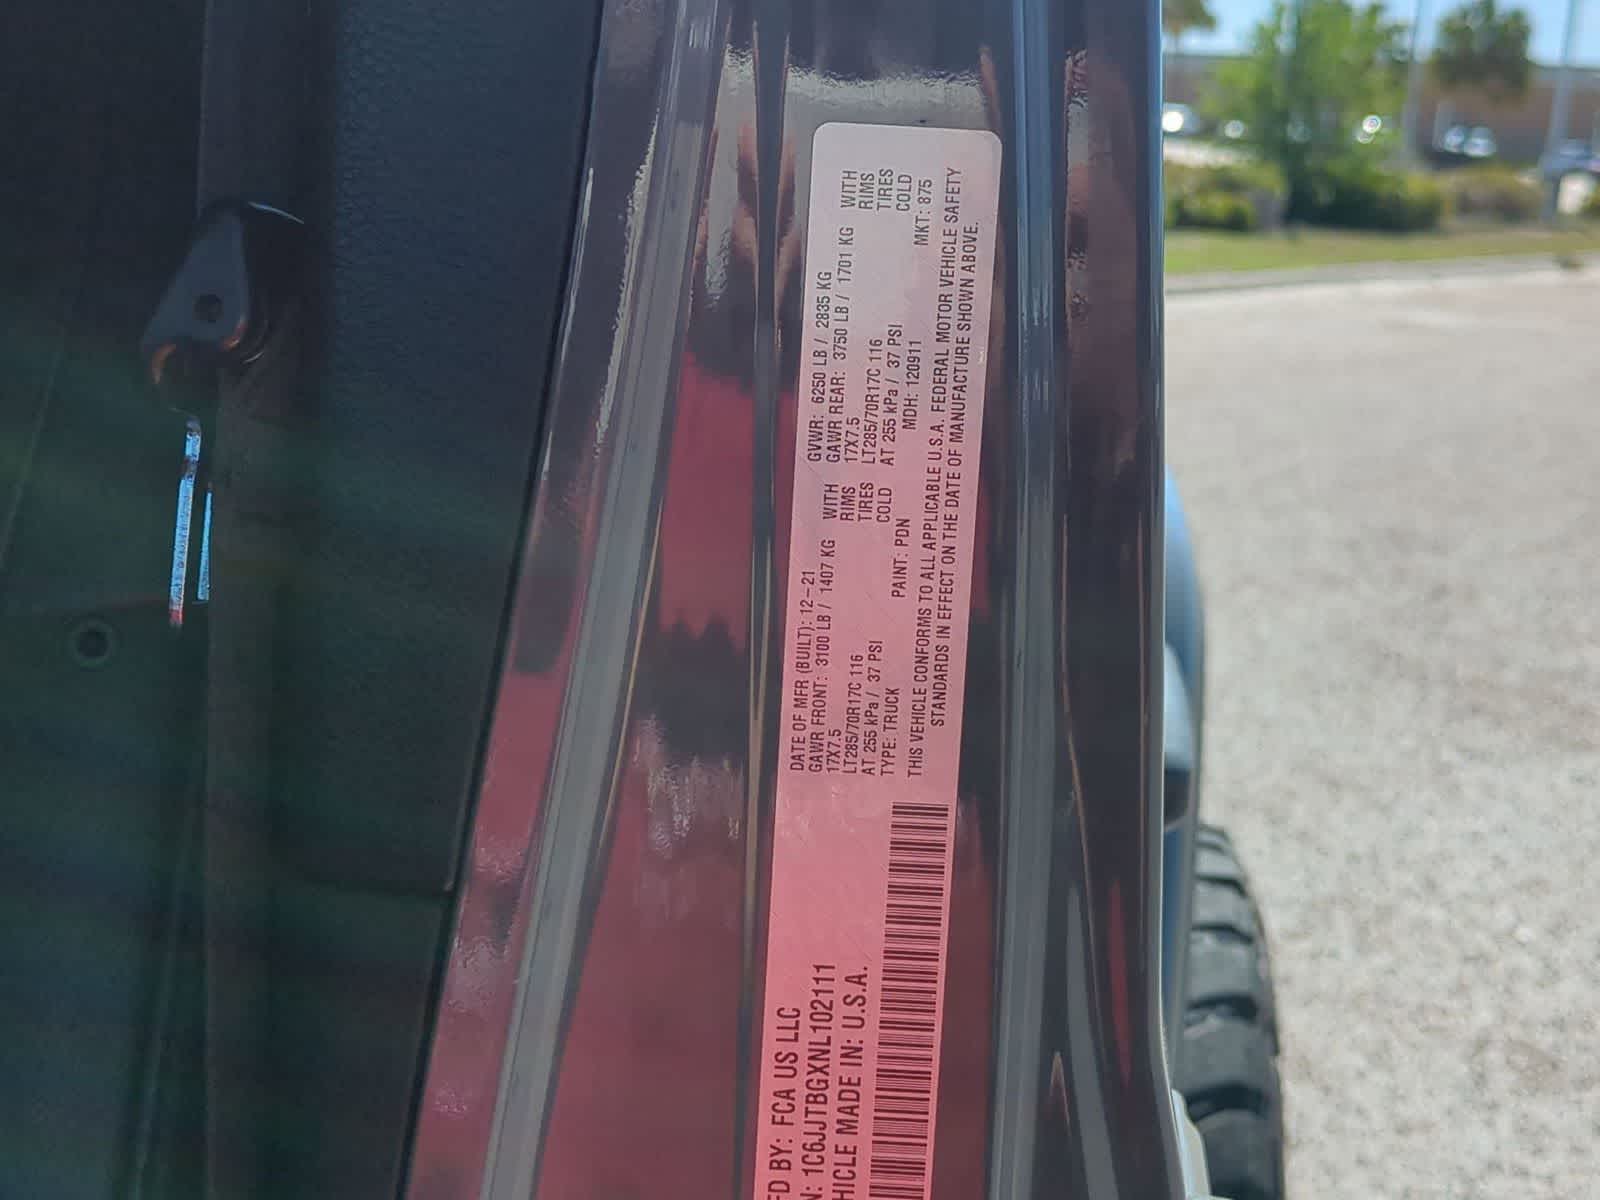 FD BY: FCA US LLC
N: 1C6JJTBGXNL102111
HICLE MADE IN: U.S.A.
DATE OF MFR (BUILT): 12-21 GVWR: 6250 LB / 2835 KG
GAWR FRONT: 3100 LB / 1407 KG WITH GAWR REAR: 3750 LB / 1701 KG WITH
17X7.5 RIMS 17X7.5 RIMS
LT285/70R17C 116 TIRES LT285/70R17C 116 TIRES
AT 255 kPa / 37 PSI COLD AT 255 kPa / 37 PSI COLD
TYPE: TRUCK PAINT: PDN MDH: 120911 MKT: 875
THIS VEHICLE CONFORMS TO ALL APPLICABLE U.S.A. FEDERAL MOTOR VEHICLE SAFETY
STANDARDS IN EFFECT ON THE DATE OF MANUFACTURE SHOWN ABOVE.